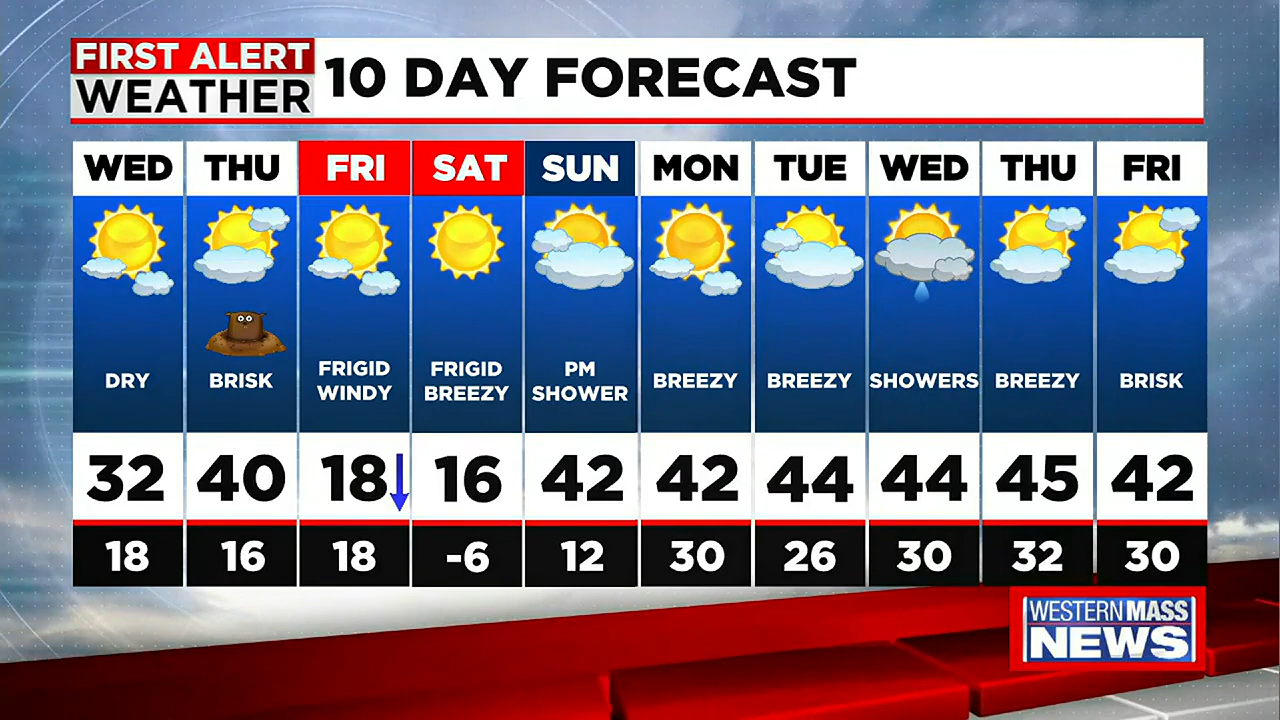 FIRST ALERT
WEATHER
10 DAY FORECAST
WED THU FRI SAT SUN MON TUE WED THU FRI
DRY BRISK FRIGID WINDY FRIGID BREEZY PM SHOWER BREEZY BREEZY SHOWERS BREEZY BRISK
32 40 18 16 42 42 44 44 45 42
18 16 18 -6 12 30 26 30 32 30
WESTERN MASS
NEWS